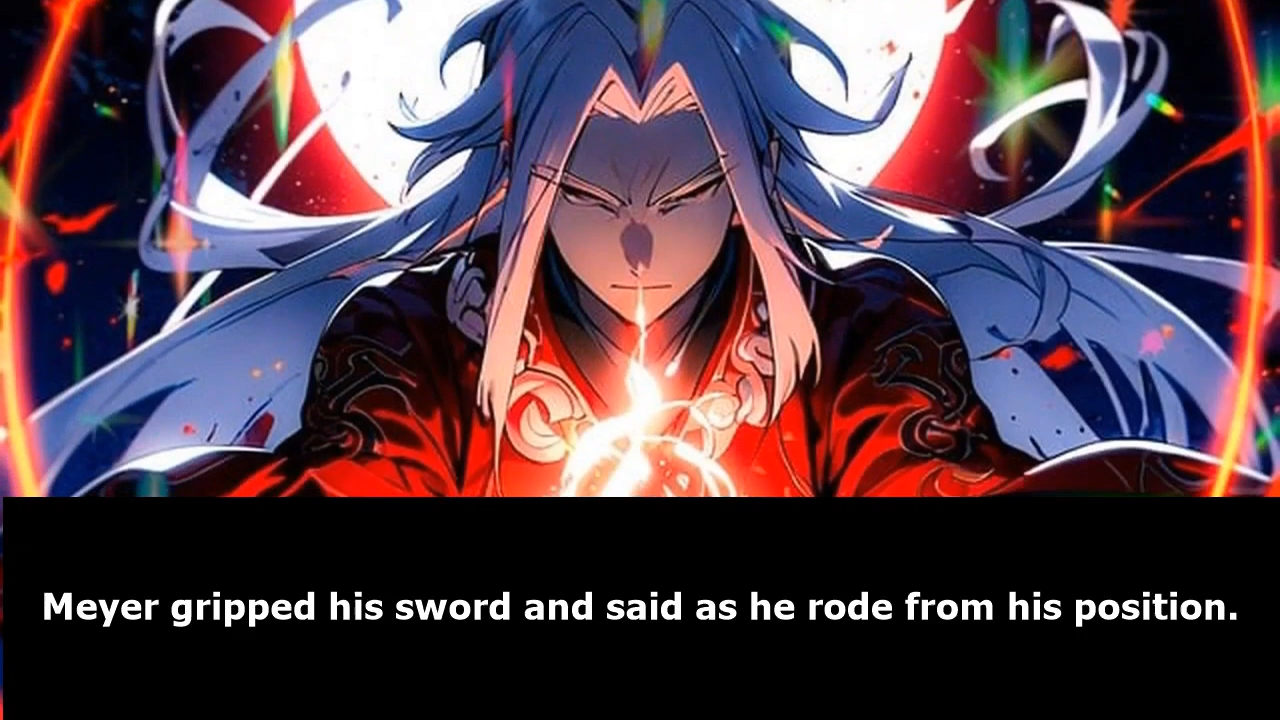 Meyer gripped his sword and said as he rode from his position.